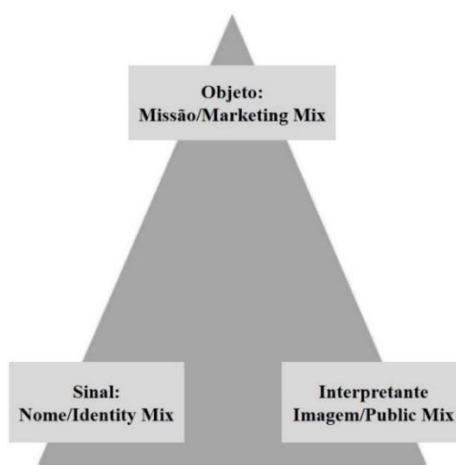 Objeto:
Missão/Marketing Mix
Sinal:
Nome/Identity Mix
Interpretante
Imagem/Public Mix